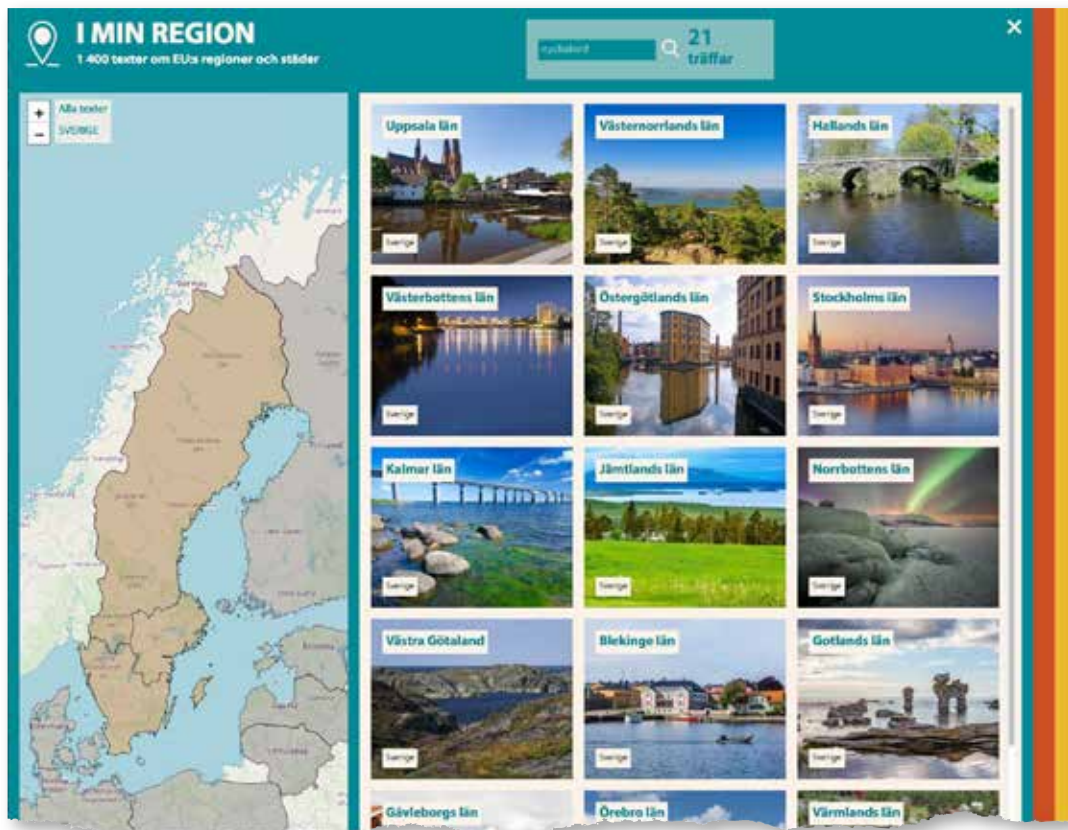 I MIN REGION
1 400 texter om EU:s regioner och städer
nyckelord
21
träffar
+
Alla texter
−
SVERIGE
Uppsala län
Sverige
Västernorrlands län
Sverige
Hallands län
Sverige
Västerbottens län
Sverige
Östergötlands län
Sverige
Stockholms län
Sverige
Kalmar län
Sverige
Jämtlands län
Sverige
Norrbottens län
Sverige
Västra Götaland
Sverige
Blekinge län
Sverige
Gotlands län
Sverige
Gävleborgs län
Örebro län
Värmlands län